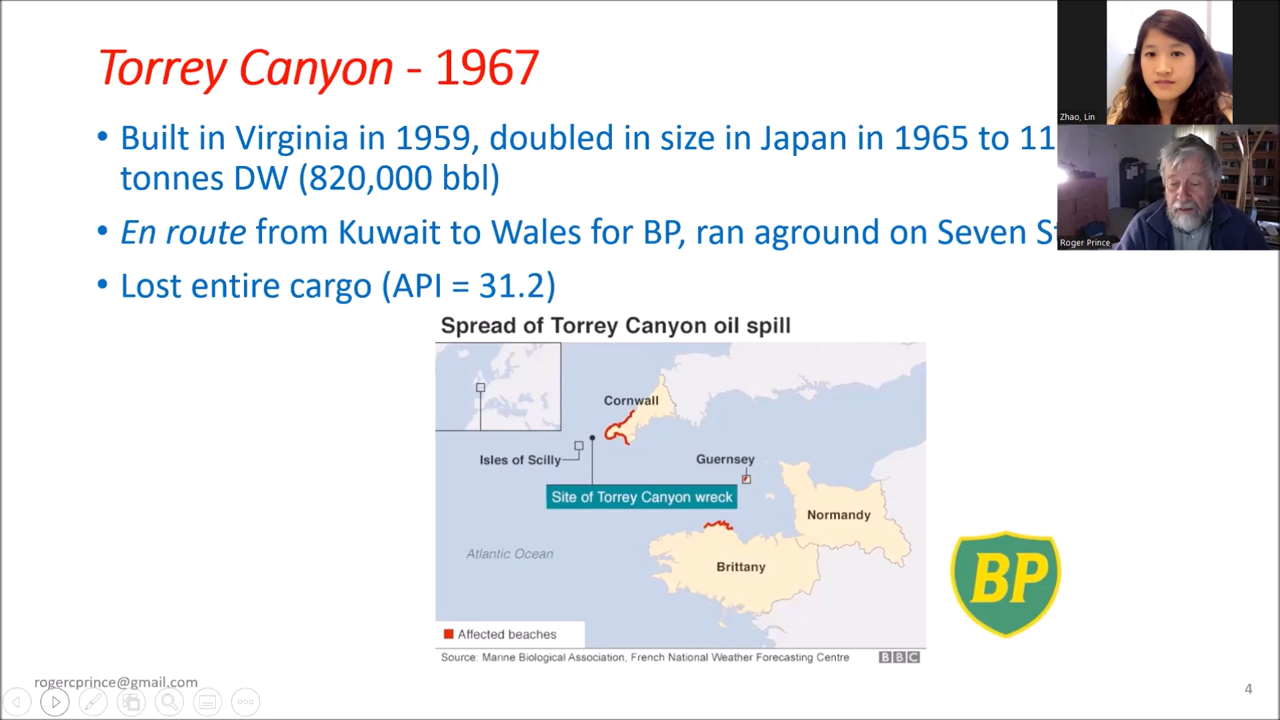 Torrey Canyon - 1967
• Built in Virginia in 1959, doubled in size in Japan in 1965 to 11
tonnes DW (820,000 bbl)
• En route from Kuwait to Wales for BP, ran aground on Seven
• Lost entire cargo (API = 31.2)
Zhao, Lin
Roger Prince
Spread of Torrey Canyon oil spill
Cornwall
Isles of Scilly
Guernsey
Site of Torrey Canyon wreck
Normandy
Atlantic Ocean
Brittany
BP
Affected beaches
Source: Marine Biological Association, French National Weather Forecasting Centre
BBC
rogercprince@gmail.com
4